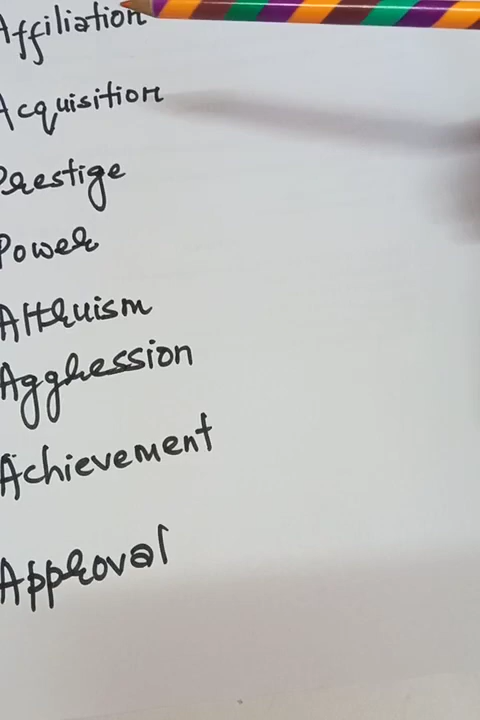 Affiliation
Acquisition
Prestige
Power
Altruism
Aggression
Achievement
Approval